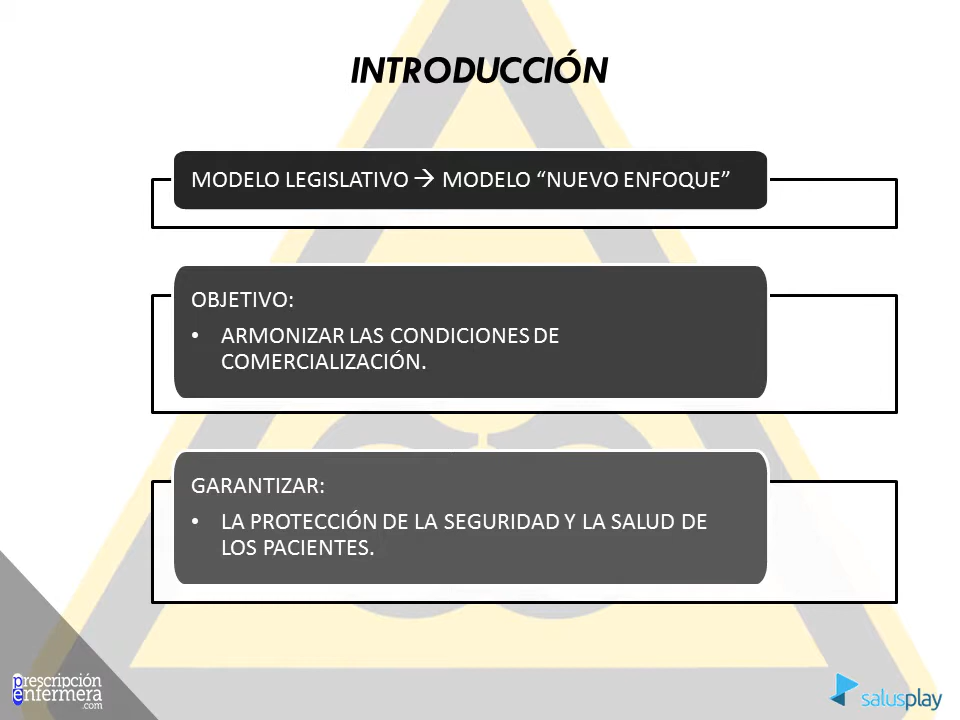 INTRODUCCIÓN
MODELO LEGISLATIVO → MODELO “NUEVO ENFOQUE”
OBJETIVO:
• ARMONIZAR LAS CONDICIONES DE
COMERCIALIZACIÓN.
GARANTIZAR:
• LA PROTECCIÓN DE LA SEGURIDAD Y LA SALUD DE
LOS PACIENTES.
prescripción
enfermera
.com
salusplay